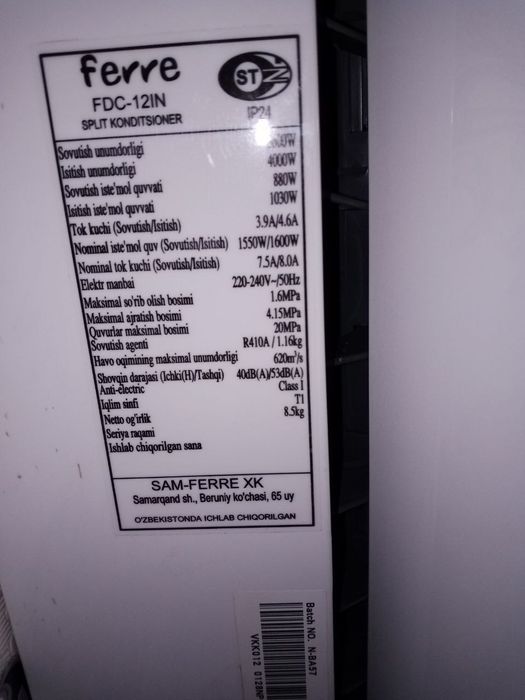 ferre
STZ
FDC-12IN
IP24
SPLIT KONDITSIONER
Sovutish unumdorligi
Isitish unumdorligi 4000W
Sovutish iste'mol quvvati 880W
Isitish iste'mol quvvati 1030W
Tok kuchi (Sovutish/Isitish) 3.9A/4.6A
Nominal iste'mol quv (Sovutish/Isitish) 1550W/1600W
Nominal tok kuchi (Sovutish/Isitish) 7.5A/8.0A
Elektr manbai 220-240V~/50Hz
Maksimal so'rib olish bosimi 1.6MPa
Maksimal ajratish bosimi 4.15MPa
Quvurlar maksimal bosimi 20MPa
Sovutish agenti R410A / 1.16kg
Havo oqimining maksimal unumdorligi 620m³/s
Shovqin darajasi (Ichki(H)/Tashqi) 40dB(A)/53dB(A)
Anti-electric Class I
Iqlim sinfi T1
Netto og'irlik 8.5kg
Seriya raqami
Ishlab chiqorilgan sana
SAM-FERRE XK
Samarqand sh., Beruniy ko'chasi, 65 uy
O'ZBEKISTONDA ICHLAB CHIQORILGAN
Batch NO. N-BA57
VKK012 0128NP